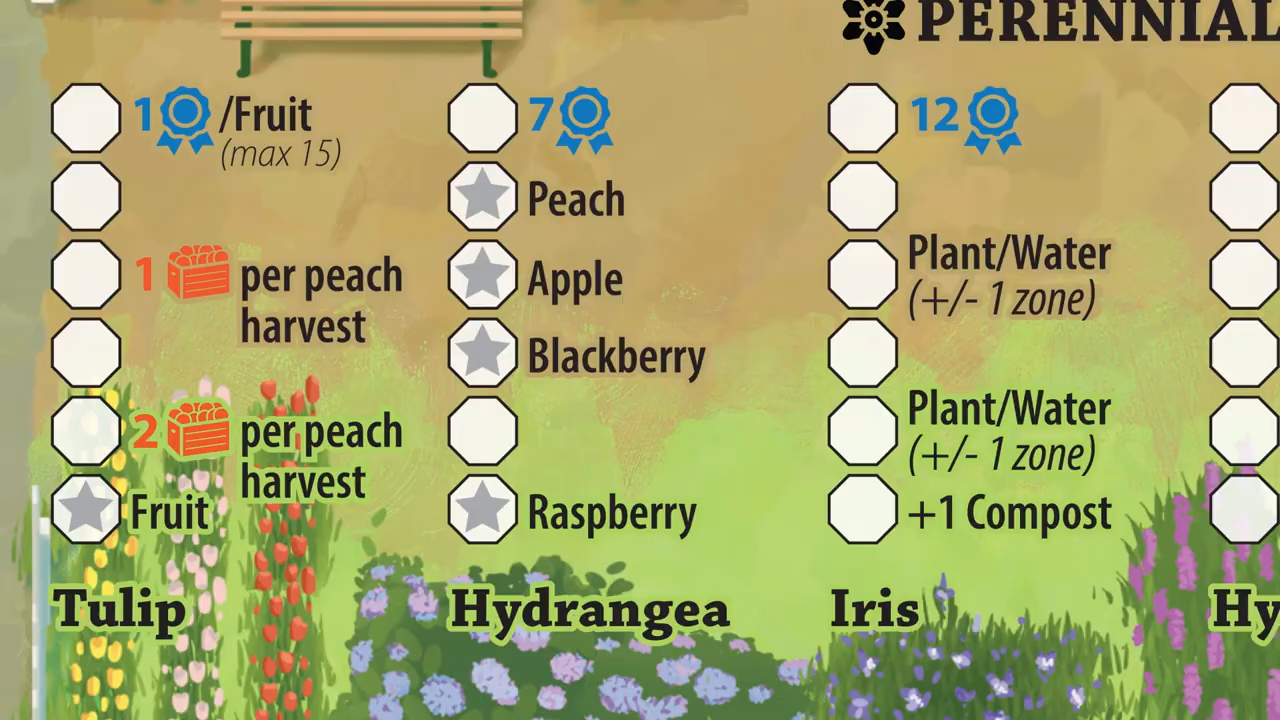 PERENNIAL
1 /Fruit
(max 15)
1 per peach
harvest
2 per peach
harvest
Fruit
Tulip
7
Peach
Apple
Blackberry
Raspberry
Hydrangea
12
Plant/Water
(+/- 1 zone)
Plant/Water
(+/- 1 zone)
+1 Compost
Iris
Hy